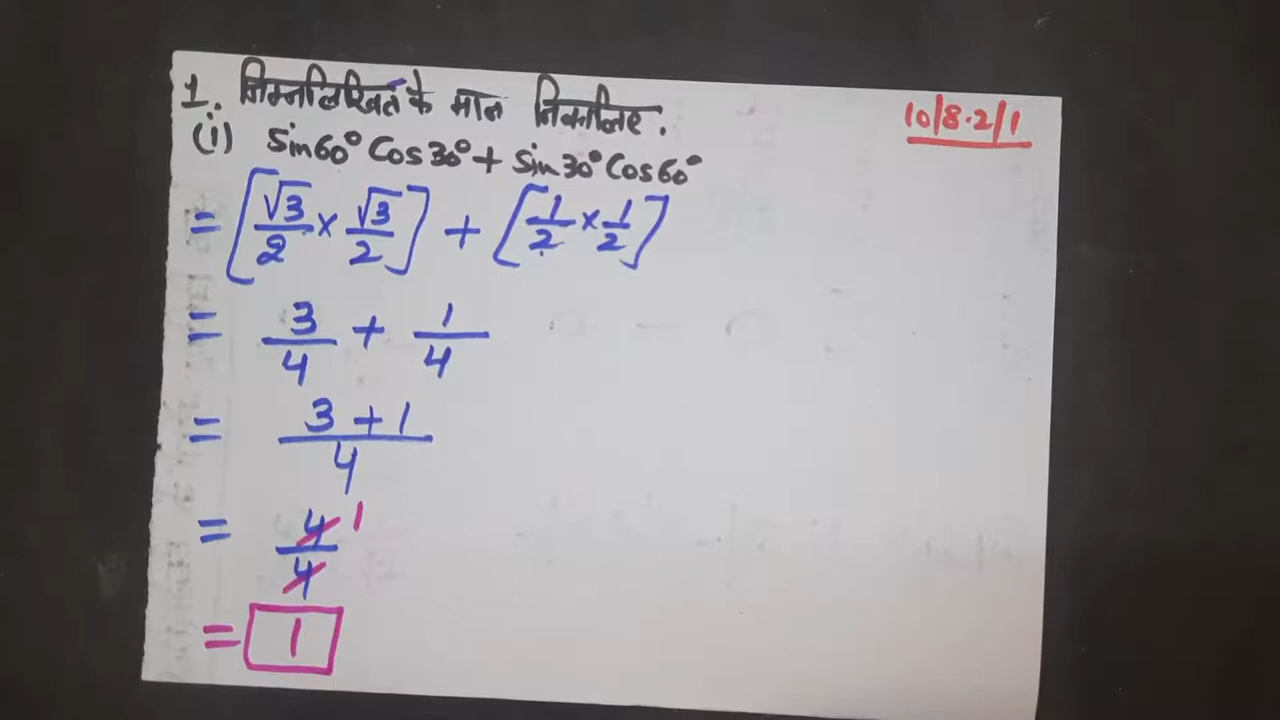 1. निम्नलिखित के मान निकालिए.
10/8.2/1
(i) Sin60° Cos30° + Sin30° Cos60°
= [√3/2 × √3/2] + [1/2 × 1/2]
= 3/4 + 1/4
= 3+1/4
= 4/4 1
= 1